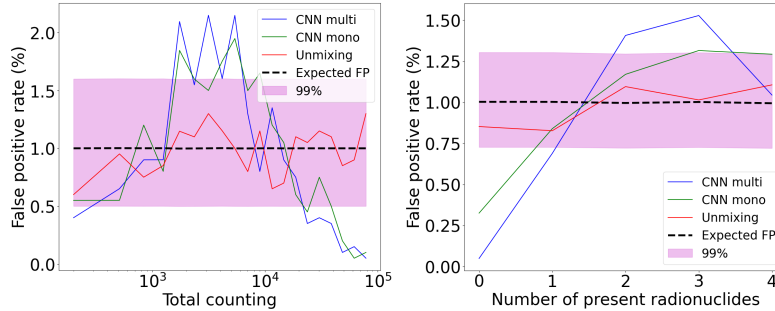 False positive rate (%)
2.0
1.5
1.0
0.5
0.0
10³
10⁴
10⁵
Total counting
CNN multi
CNN mono
Unmixing
Expected FP
99%
False positive rate (%)
1.50
1.25
1.00
0.75
0.50
0.25
0.00
0
1
2
3
4
Number of present radionuclides
CNN multi
CNN mono
Unmixing
Expected FP
99%